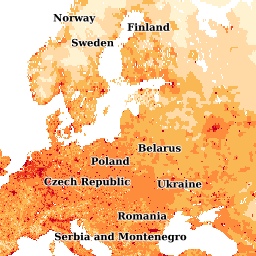 Norway
Finland
Sweden
Belarus
Poland
Czech Republic
Ukraine
Romania
Serbia and Montenegro